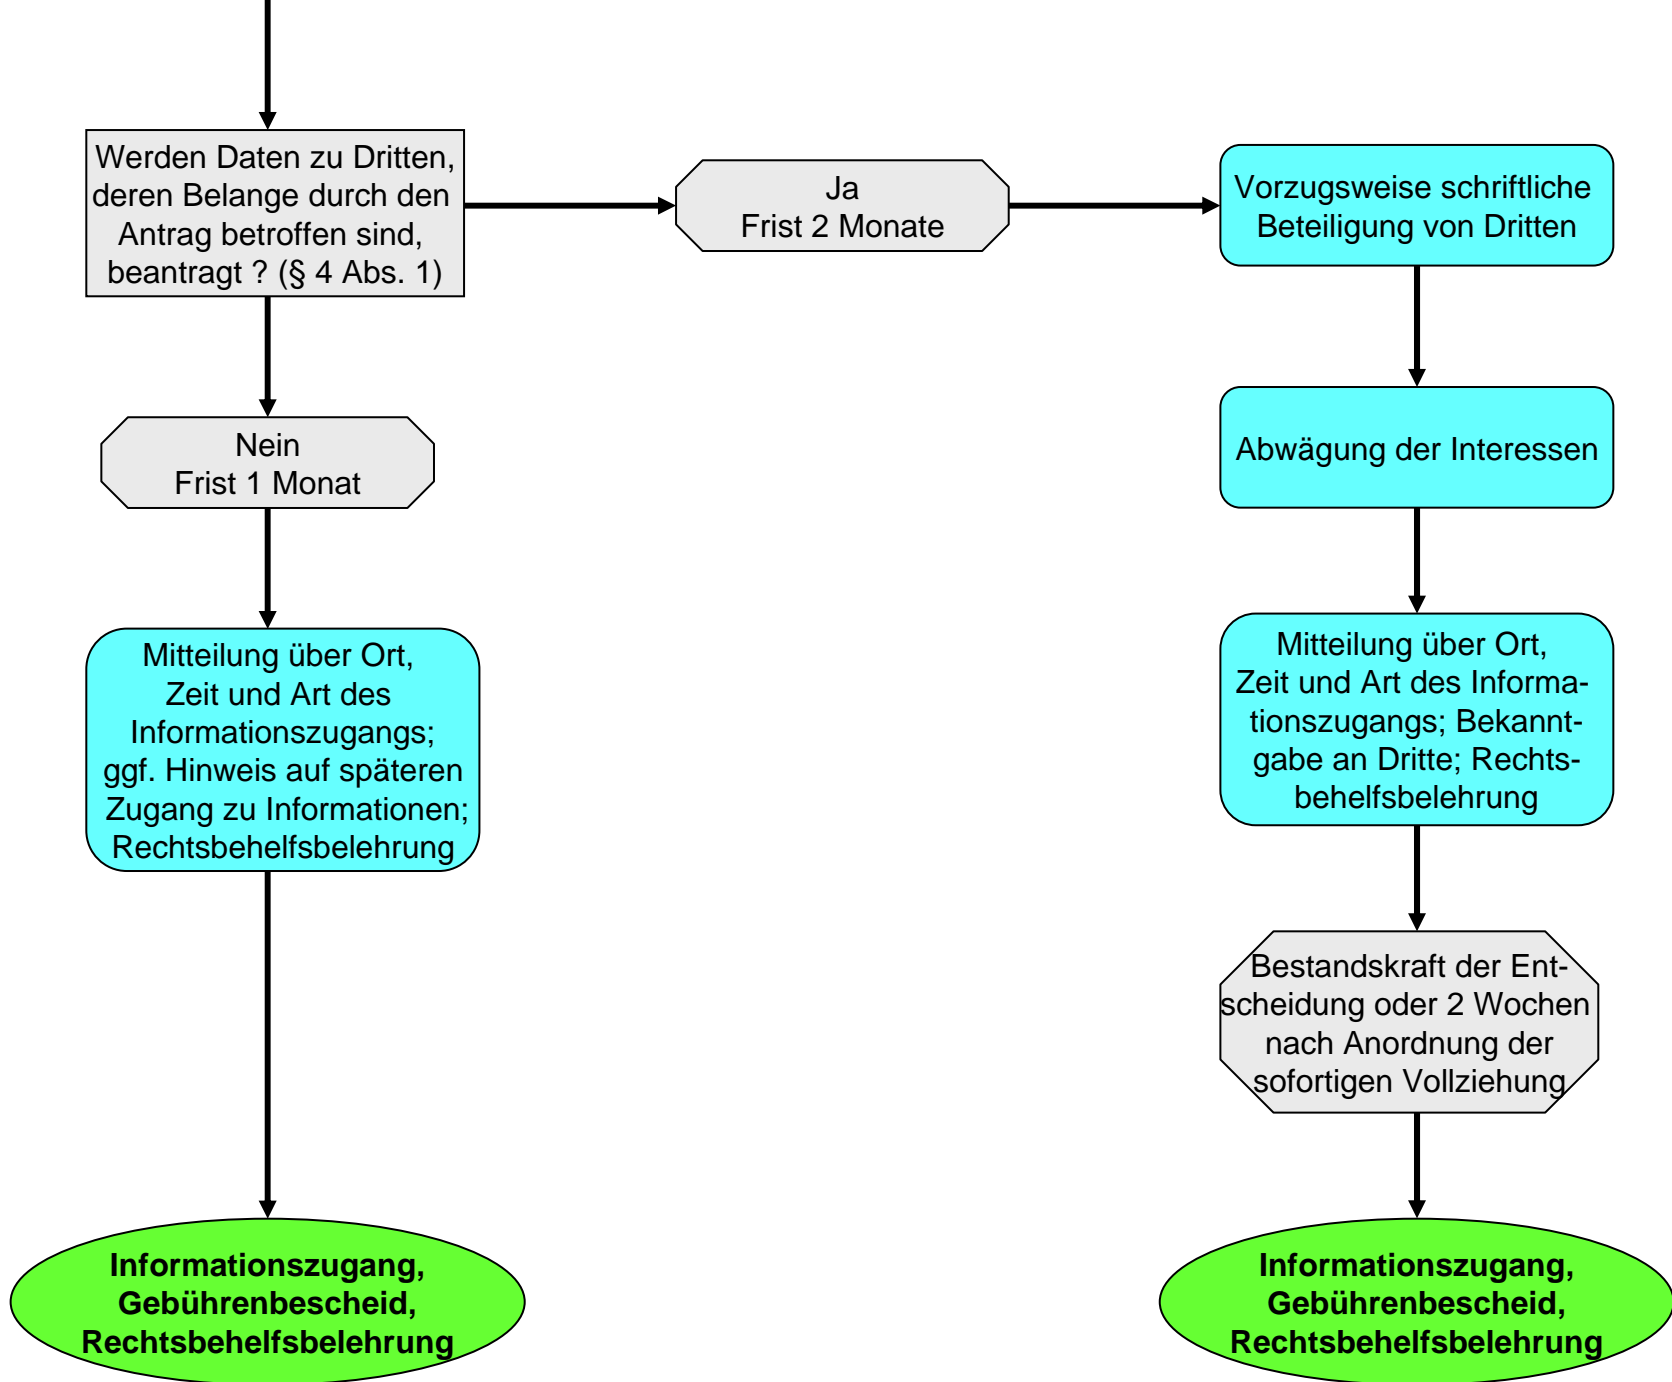 Werden Daten zu Dritten,
deren Belange durch den
Antrag betroffen sind,
beantragt ? (§ 4 Abs. 1)
Ja
Frist 2 Monate
Vorzugsweise schriftliche
Beteiligung von Dritten
Nein
Frist 1 Monat
Abwägung der Interessen
Mitteilung über Ort,
Zeit und Art des
Informationszugangs;
ggf. Hinweis auf späteren
Zugang zu Informationen;
Rechtsbehelfsbelehrung
Mitteilung über Ort,
Zeit und Art des Informa-
tionszugangs; Bekannt-
gabe an Dritte; Rechts-
behelfsbelehrung
Bestandskraft der Ent-
scheidung oder 2 Wochen
nach Anordnung der
sofortigen Vollziehung
Informationszugang,
Gebührenbescheid,
Rechtsbehelfsbelehrung
Informationszugang,
Gebührenbescheid,
Rechtsbehelfsbelehrung